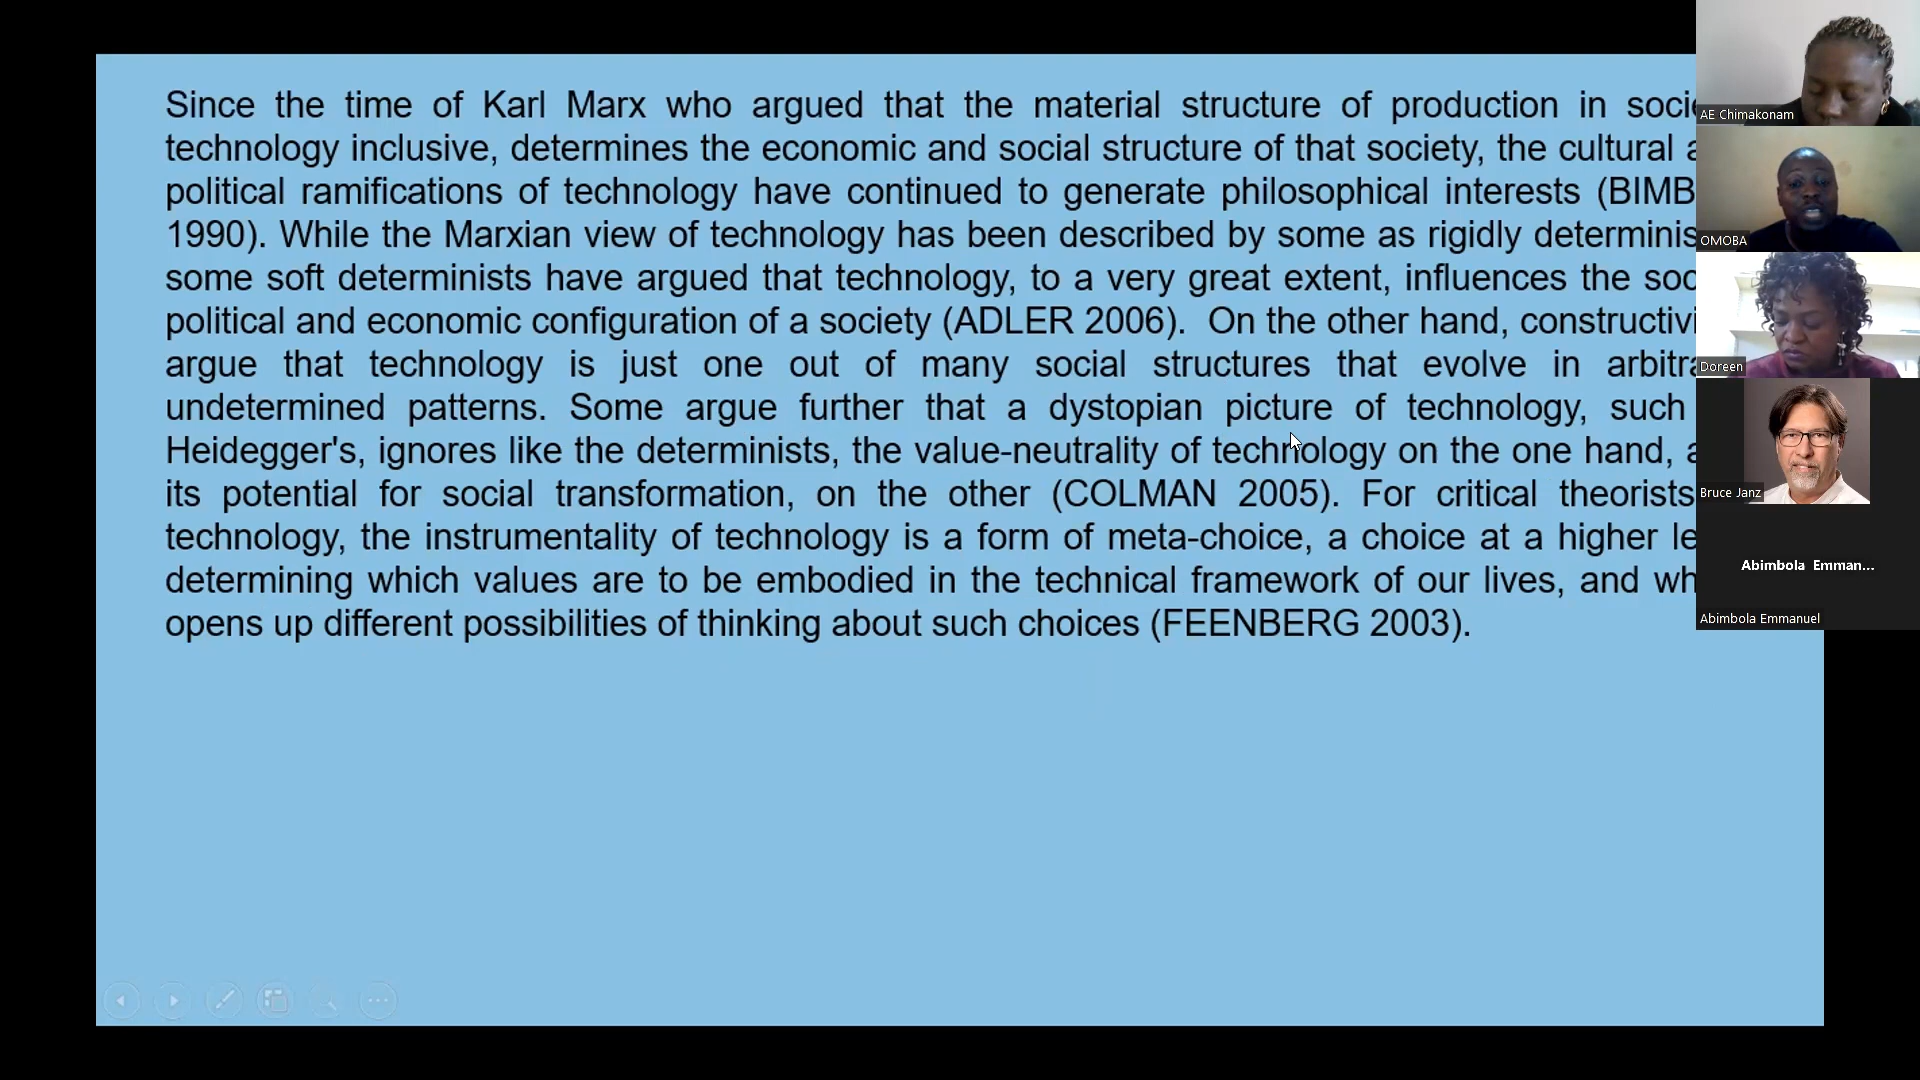 Since the time of Karl Marx who argued that the material structure of production in
technology inclusive, determines the economic and social structure of that society, the cultural
political ramifications of technology have continued to generate philosophical interests
1990). While the Marxian view of technology has been described by some as rigidly
some soft determinists have argued that technology, to a very great extent, influences the
political and economic configuration of a society (ADLER 2006). On the other hand,
argue that technology is just one out of many social structures that evolve in
undetermined patterns. Some argue further that a dystopian picture of technology, such
Heidegger's, ignores like the determinists, the value-neutrality of technology on the one hand,
its potential for social transformation, on the other (COLMAN 2005). For critical theorists
technology, the instrumentality of technology is a form of meta-choice, a choice at a higher
determining which values are to be embodied in the technical framework of our lives, and
opens up different possibilities of thinking about such choices (FEENBERG 2003).
AE Chimakonam
OMOBA
Doreen
Bruce Janz
Abimbola Emman...
Abimbola Emmanuel